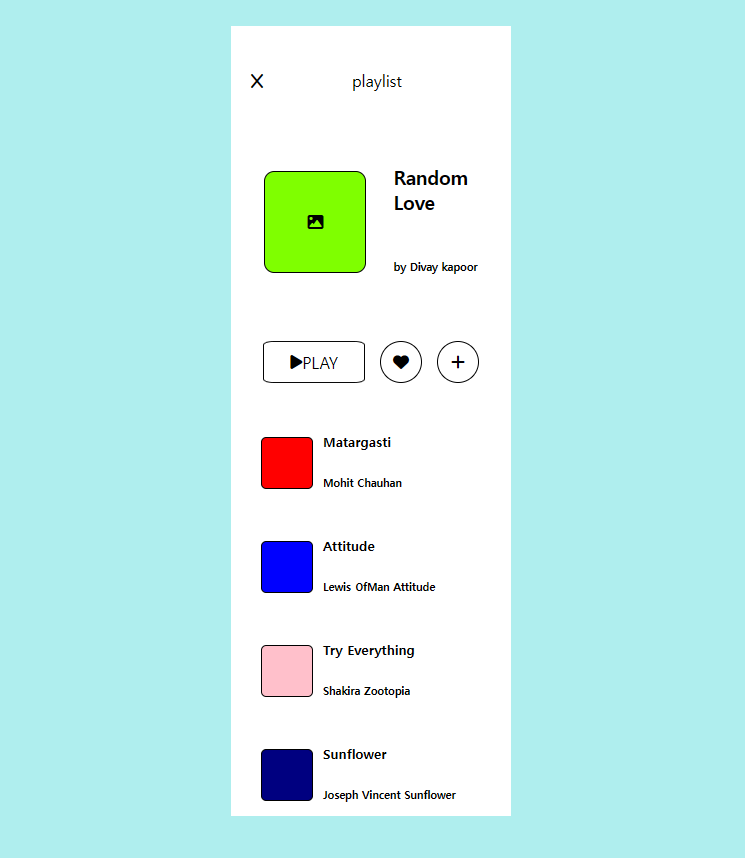 X playlist
Random
Love
by Divay kapoor
PLAY
Matargasti
Mohit Chauhan
Attitude
Lewis OfMan Attitude
Try Everything
Shakira Zootopia
Sunflower
Joseph Vincent Sunflower